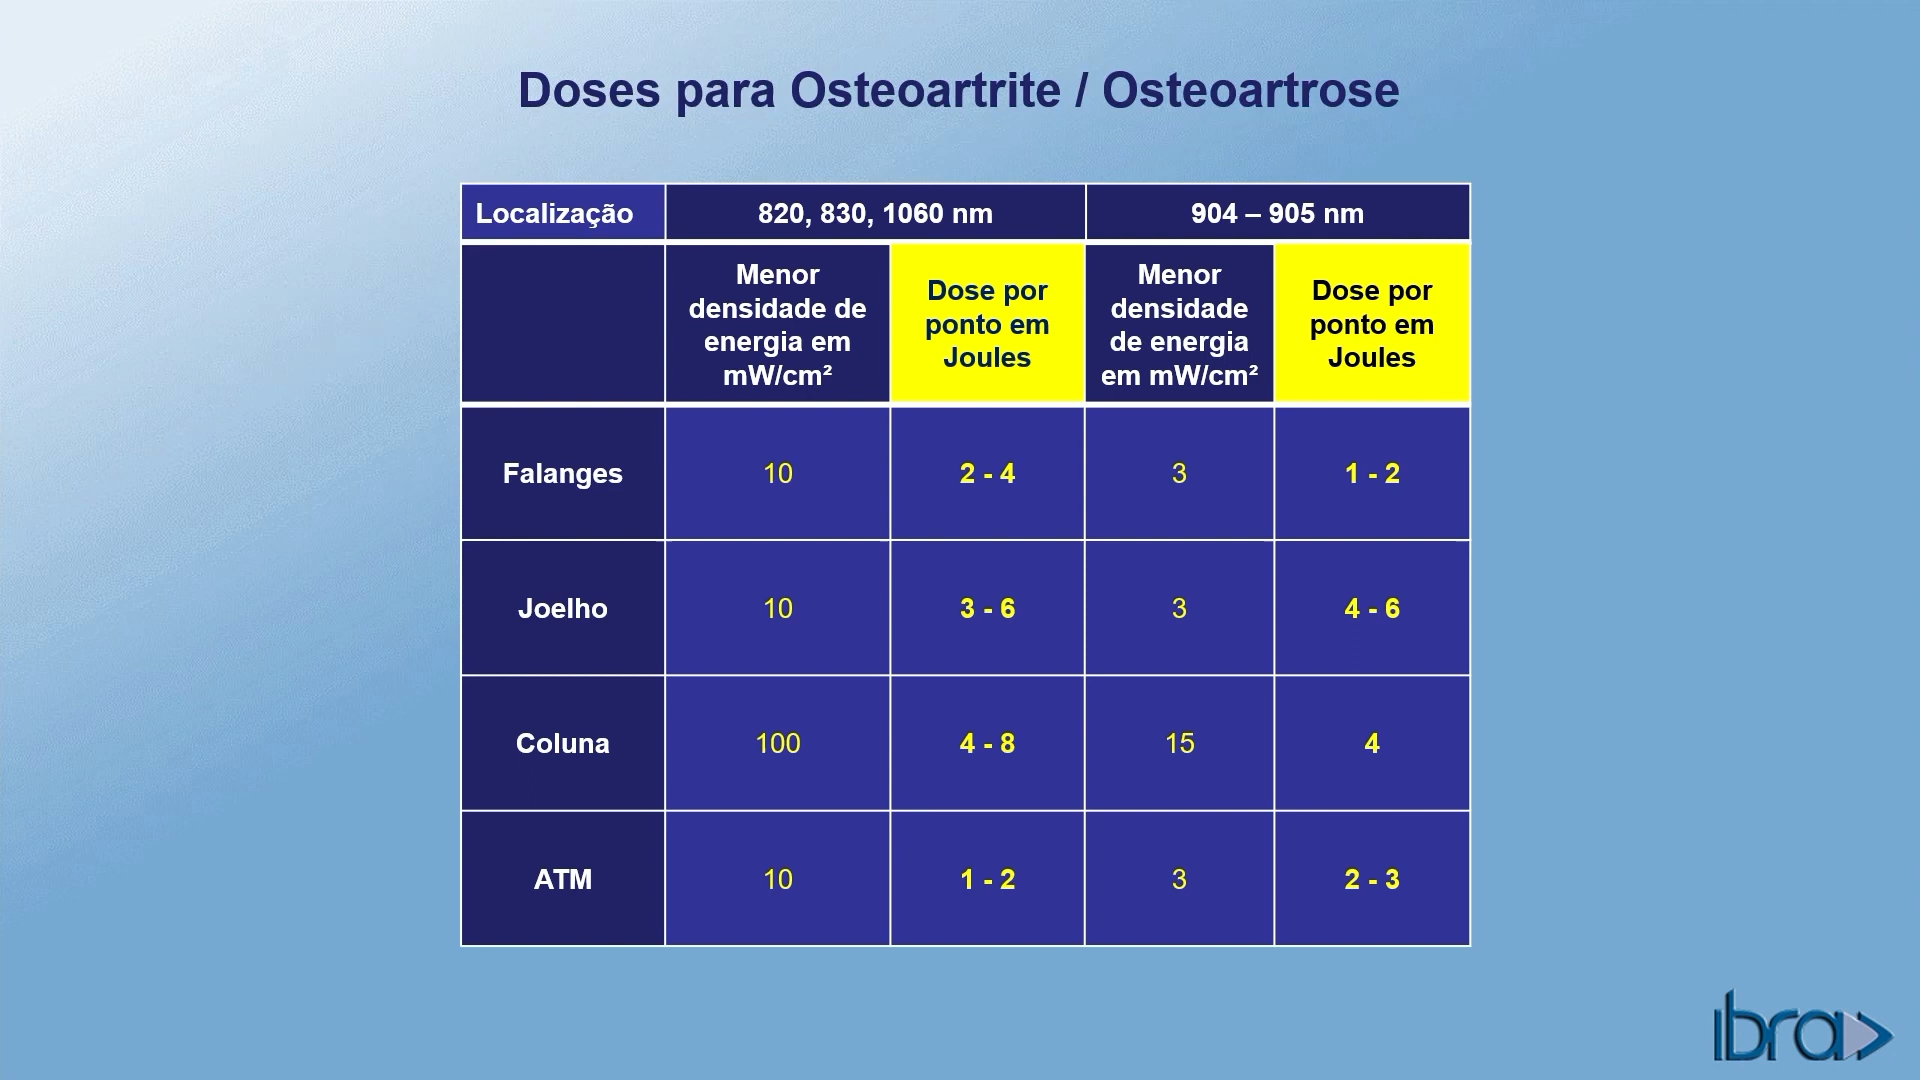 Doses para Osteoartrite / Osteoartrose
Localização 820, 830, 1060 nm 904 – 905 nm
Menor
densidade de
energia em
mW/cm²
Dose por
ponto em
Joules
Menor
densidade
de energia
em mW/cm²
Dose por
ponto em
Joules
Falanges 10 2 - 4 3 1 - 2
Joelho 10 3 - 6 3 4 - 6
Coluna 100 4 - 8 15 4
ATM 10 1 - 2 3 2 - 3
ibra